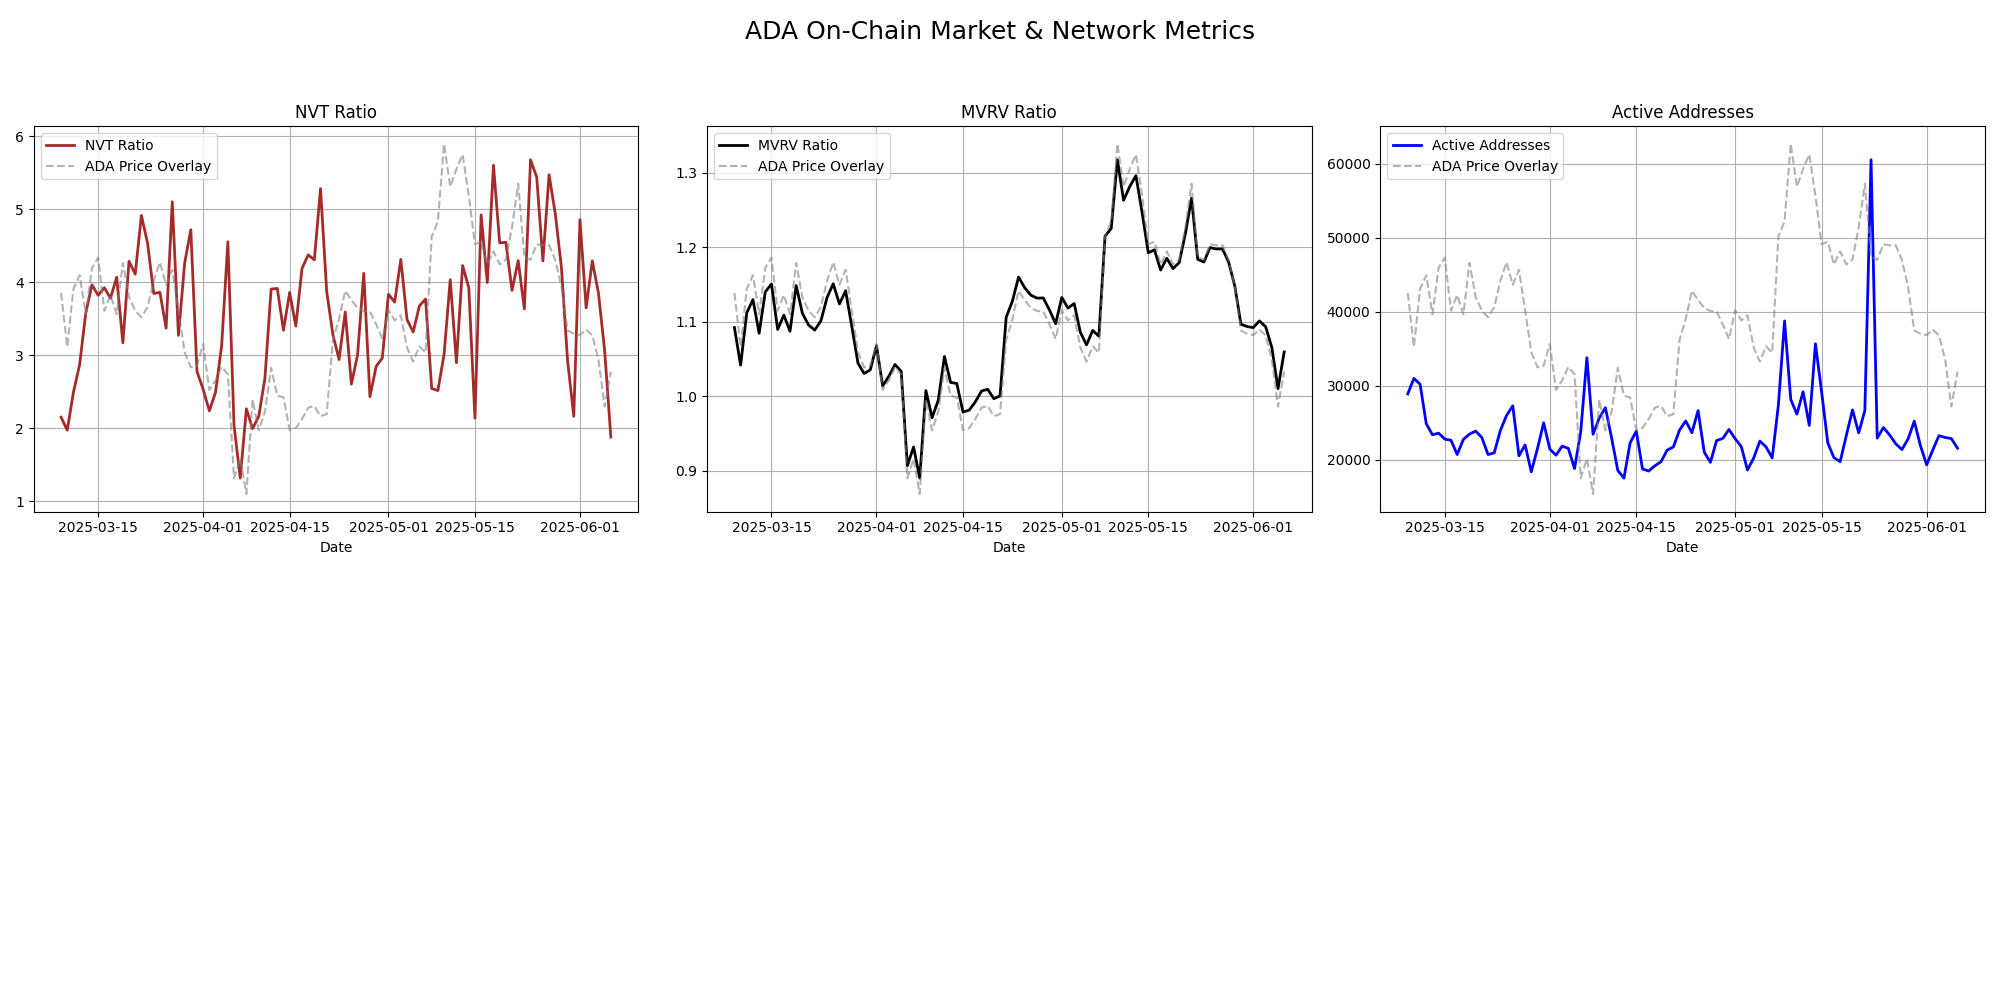 ADA On-Chain Market & Network Metrics
NVT Ratio
NVT Ratio
ADA Price Overlay
6
5
4
3
2
1
2025-03-15
2025-04-01
2025-04-15
2025-05-01
2025-05-15
2025-06-01
Date
MVRV Ratio
MVRV Ratio
ADA Price Overlay
1.3
1.2
1.1
1.0
0.9
2025-03-15
2025-04-01
2025-04-15
2025-05-01
2025-05-15
2025-06-01
Date
Active Addresses
Active Addresses
ADA Price Overlay
60000
50000
40000
30000
20000
2025-03-15
2025-04-01
2025-04-15
2025-05-01
2025-05-15
2025-06-01
Date